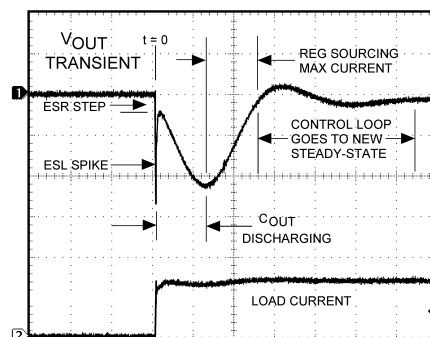 VOUT
TRANSIENT
t = 0
REG SOURCING
MAX CURRENT
1
ESR STEP
CONTROL LOOP
GOES TO NEW
STEADY-STATE
ESL SPIKE
COUT
DISCHARGING
LOAD CURRENT
2